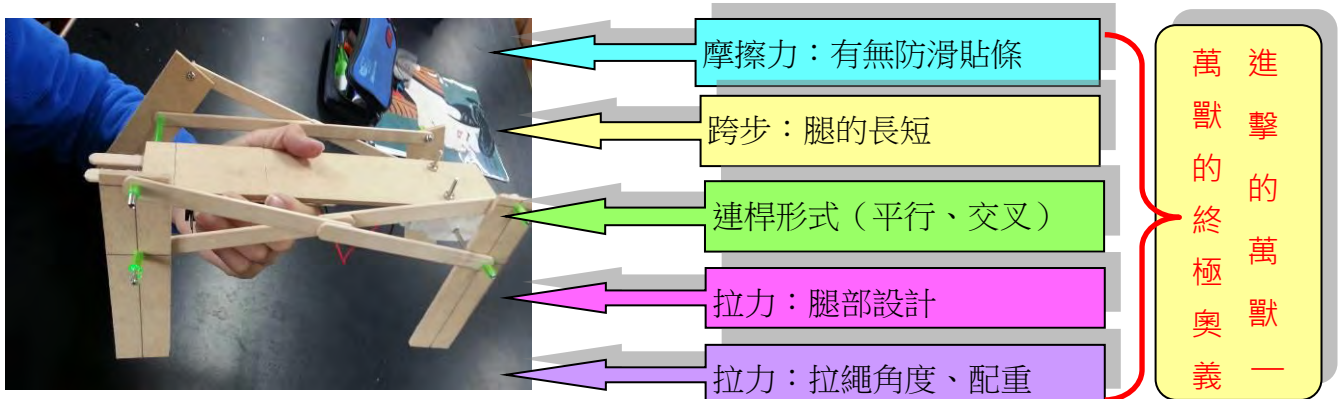 摩擦力：有無防滑貼條
跨步：腿的長短
連桿形式（平行、交叉）
拉力：腿部設計
拉力：拉繩角度、配重
進擊的萬獸—
萬獸的終極奧義